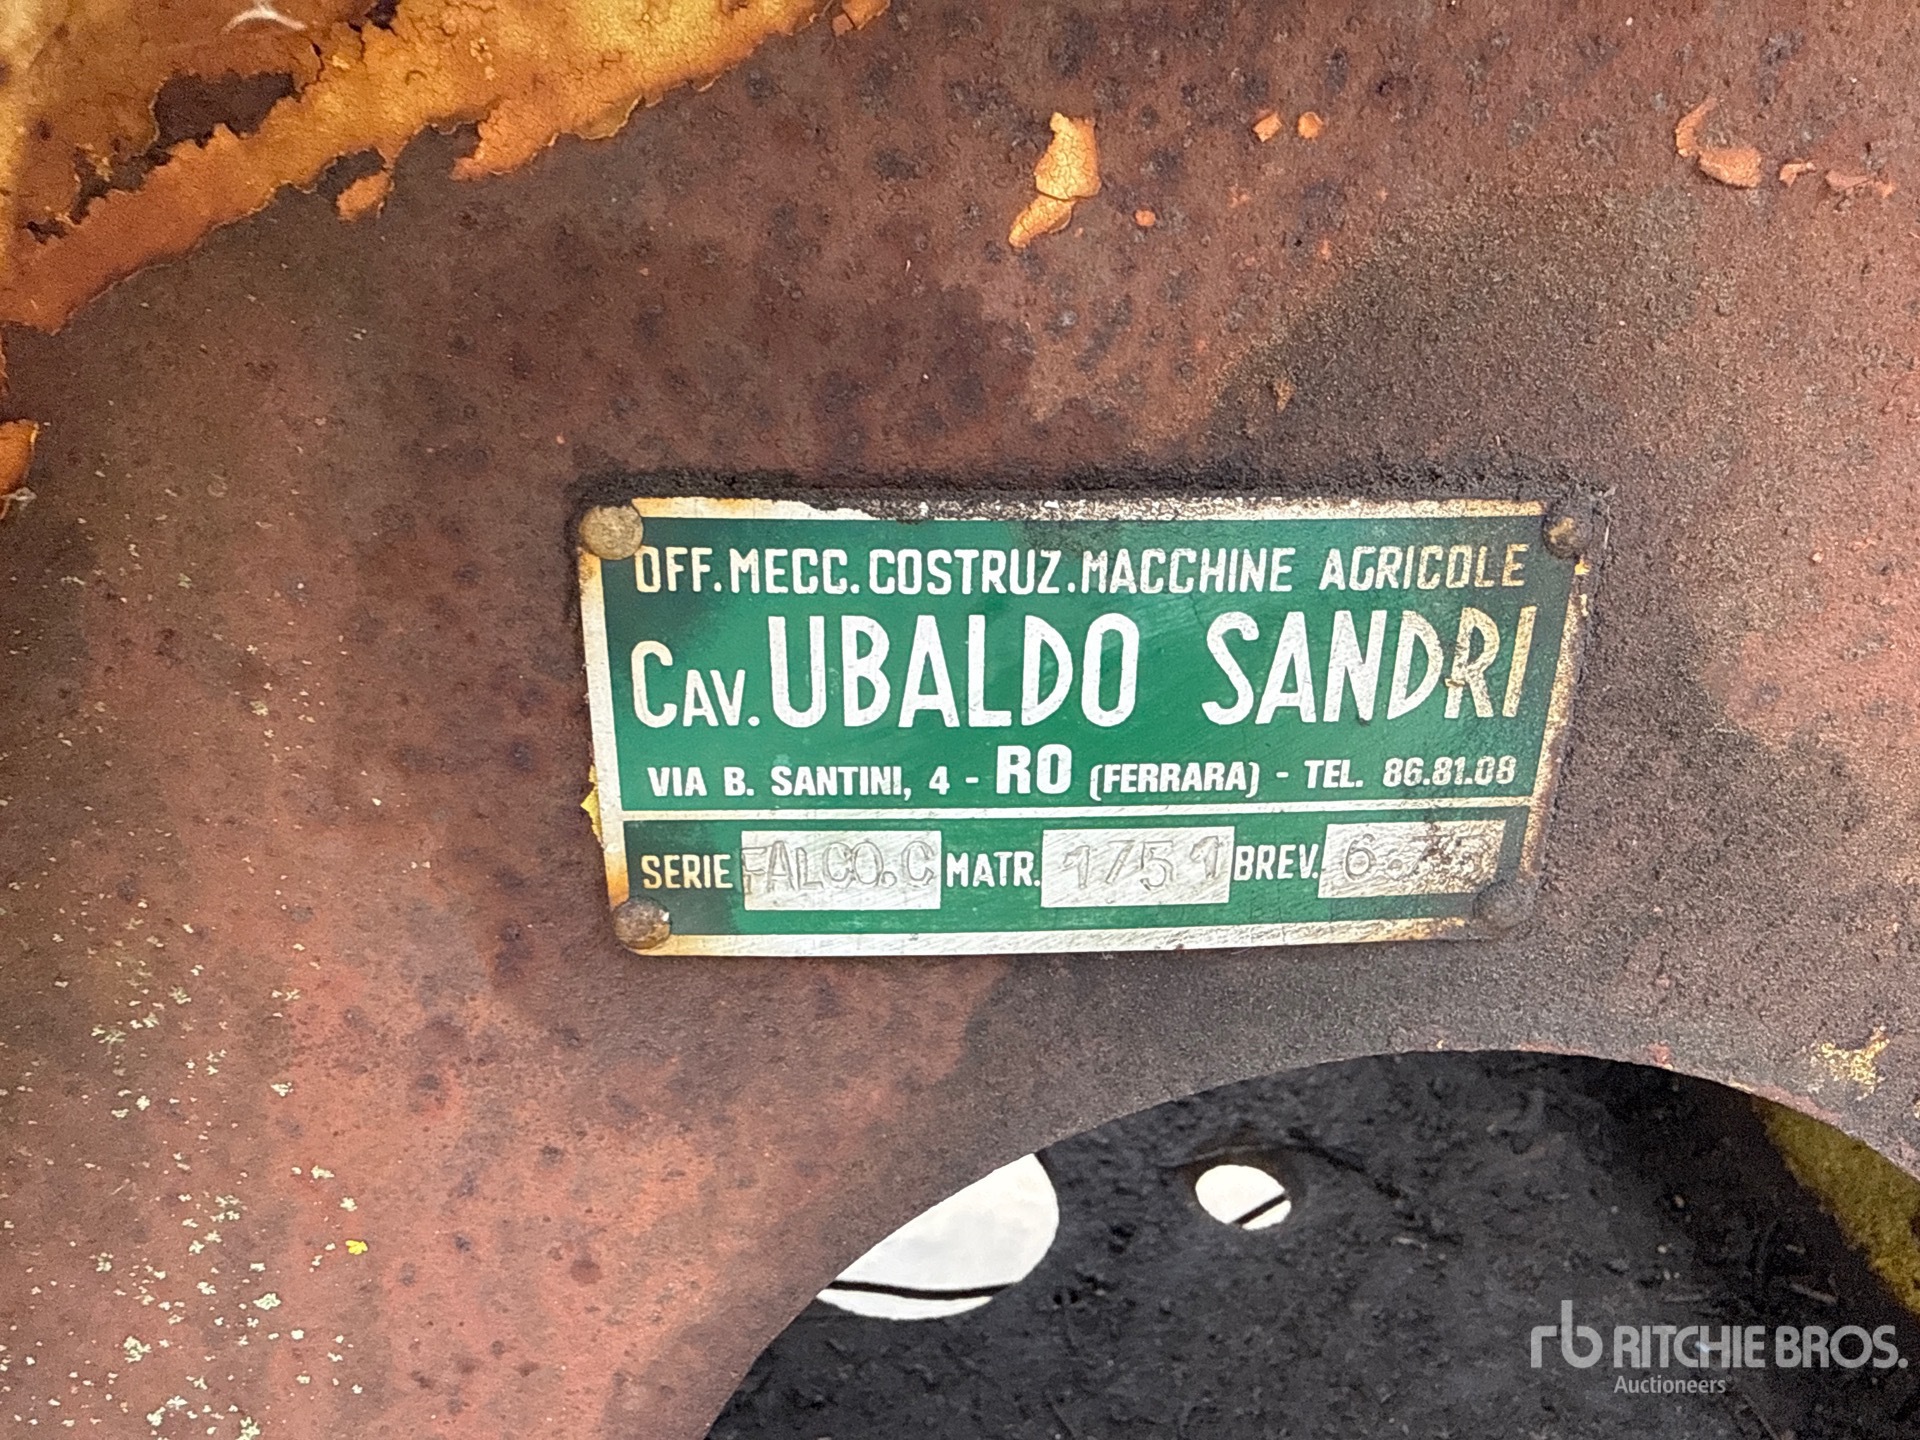 OFF.MECC.COSTRUZ.MACCHINE AGRICOLE
CAV. UBALDO SANDRI
VIA B. SANTINI, 4 - RO (FERRARA) - TEL. 86.81.08
SERIE FALCO.C MATR. 1751 BREV.
rb RITCHIE BROS.
Auctioneers